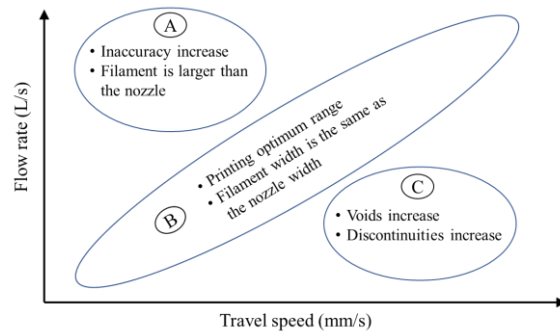 A
• Inaccuracy increase
• Filament is larger than
the nozzle
Flow rate (L/s)
• Printing optimum range
• Filament width is the same as
the nozzle width
B
C
• Voids increase
• Discontinuities increase
Travel speed (mm/s)